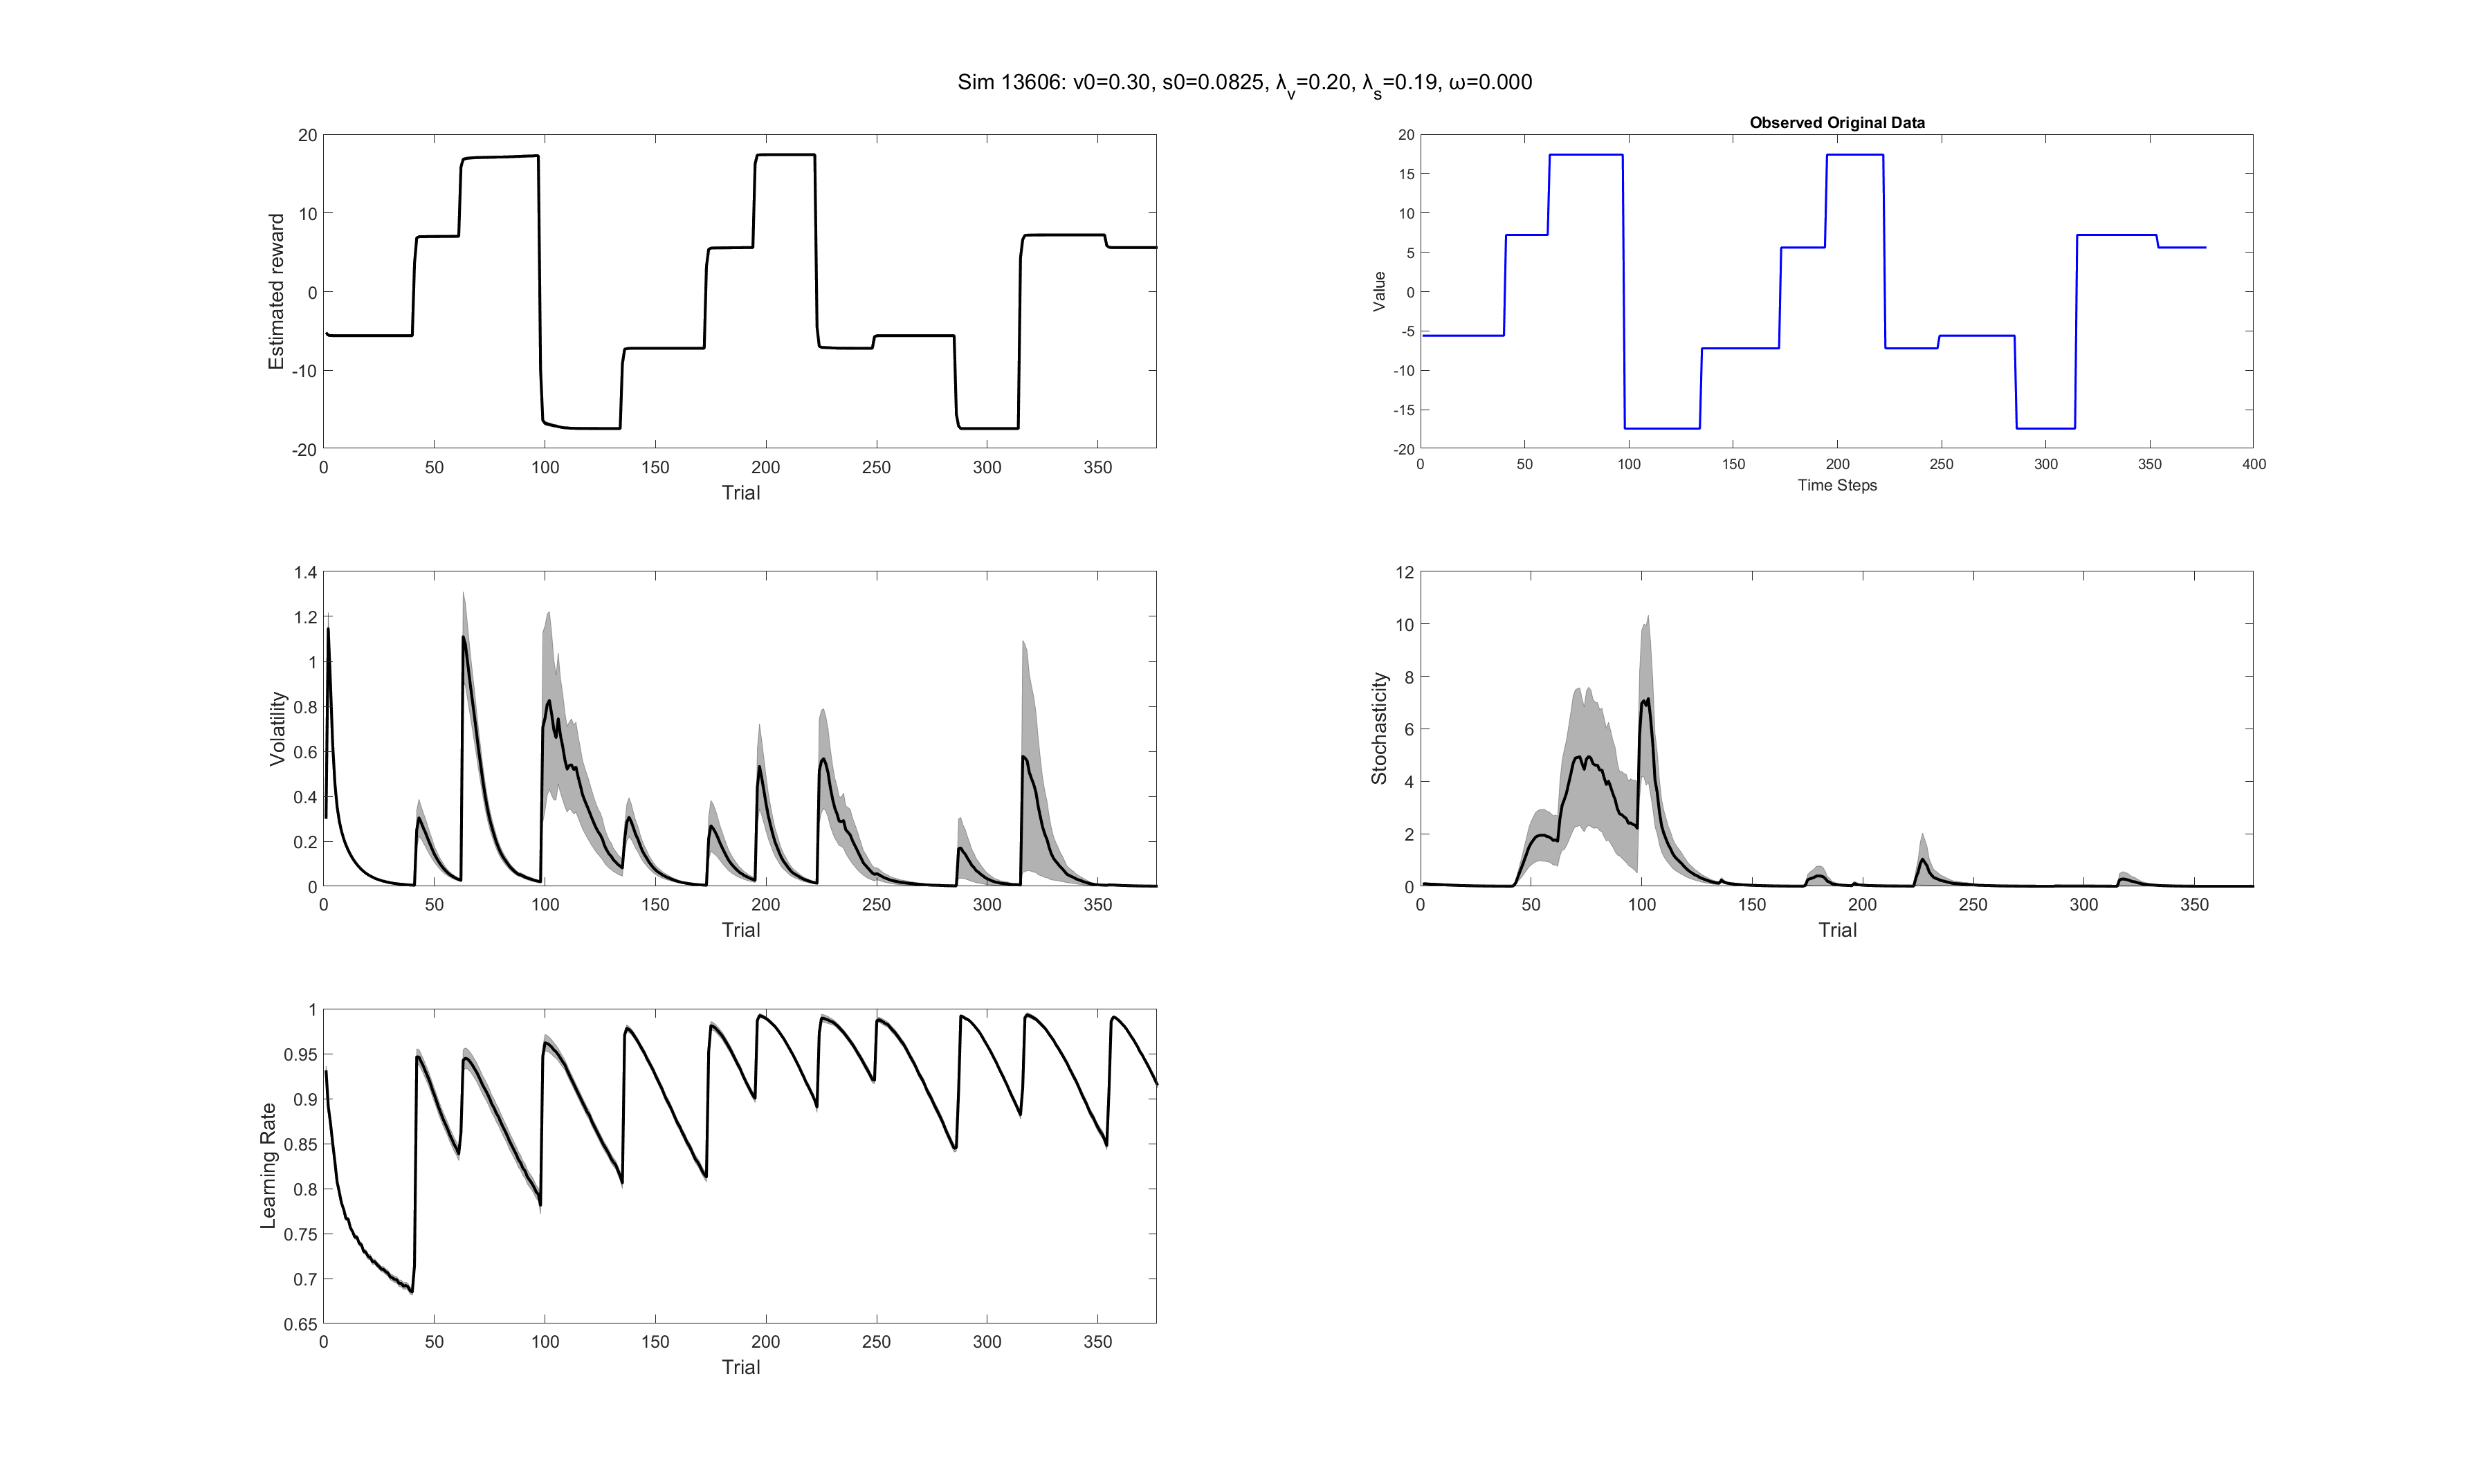 Sim 13606: v0=0.30, s0=0.0825, λ_v=0.20, λ_s=0.19, ω=0.000
Estimated reward
20
10
0
-10
-20
0 50 100 150 200 250 300 350
Trial
Observed Original Data
Value
20
15
10
5
0
-5
-10
-15
-20
0 50 100 150 200 250 300 350 400
Time Steps
Volatility
1.4
1.2
1
0.8
0.6
0.4
0.2
0
0 50 100 150 200 250 300 350
Trial
Stochasticity
12
10
8
6
4
2
0
0 50 100 150 200 250 300 350
Trial
Learning Rate
1
0.95
0.9
0.85
0.8
0.75
0.7
0.65
0 50 100 150 200 250 300 350
Trial